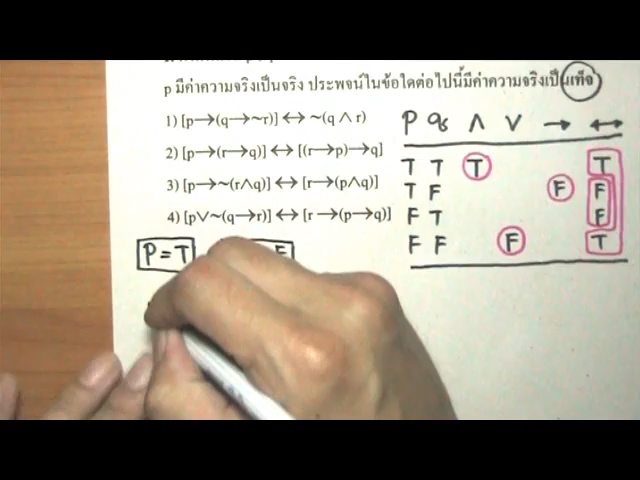 p มีค่าความจริงเป็นจริง ประพจน์ในข้อใดต่อไปนี้มีค่าความจริงเป็นเท็จ
1) [p→(q→~r)] ↔ ~(q ∧ r)
2) [p→(r→q)] ↔ [(r→p)→q]
3) [p→~(r∧q)] ↔ [r→(p∧q)]
4) [p∨~(q→r)] ↔ [r →(p→q)]
P q ∧ ∨ → ↔
T T T T
T F F F
F T F
F F F T
P = T
F